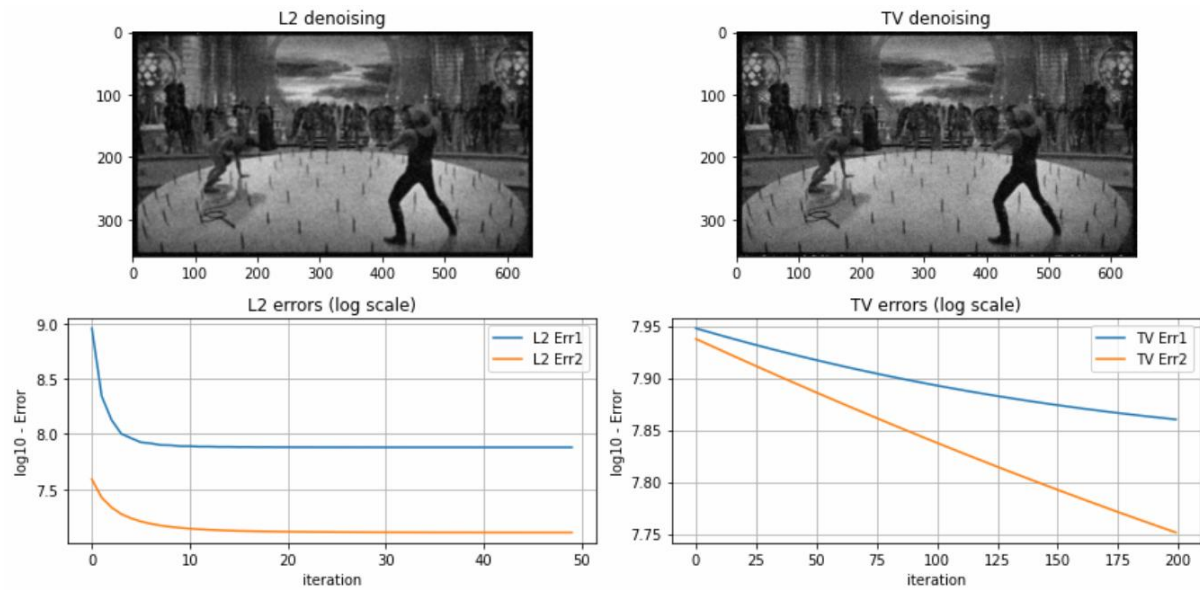 L2 denoising
0
100
200
300
0 100 200 300 400 500 600
TV denoising
0
100
200
300
0 100 200 300 400 500 600
L2 errors (log scale)
9.0
8.5
8.0
7.5
log10 - Error
L2 Err1
L2 Err2
0 10 20 30 40 50
iteration
TV errors (log scale)
7.95
7.90
7.85
7.80
7.75
log10 - Error
TV Err1
TV Err2
0 25 50 75 100 125 150 175 200
iteration